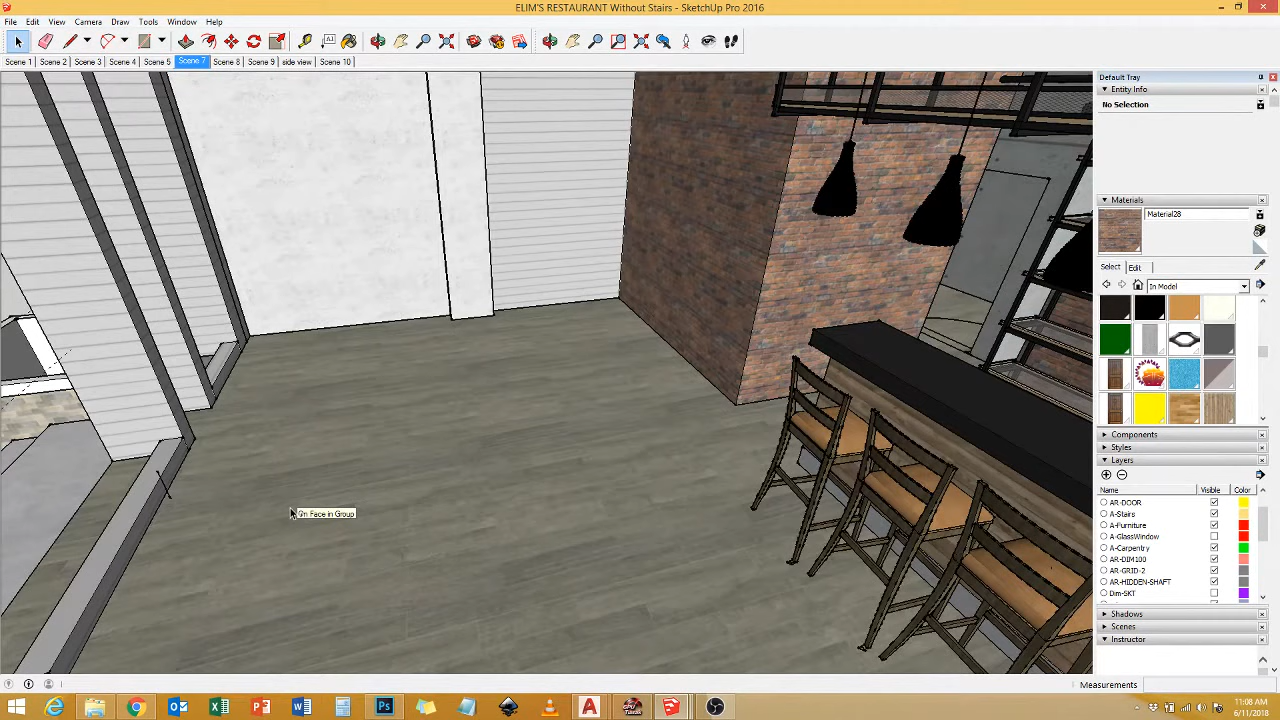 ELIM'S RESTAURANT Without Stairs - SketchUp Pro 2016
File Edit View Camera Draw Tools Window Help
Scene 1 Scene 2 Scene 3 Scene 4 Scene 5 Scene 7 Scene 8 Scene 9 side view Scene 10
Default Tray
Entity Info
No Selection
Materials
Material28
Select Edit
In Model
Components
Styles
Layers
Name Visible Color
AR-DOOR
A-Stairs
A-Furniture
A-GlassWindow
A-Carpentry
AR-DIM100
AR-GRID-2
AR-HIDDEN-SHAFT
Dim-SKT
Shadows
Scenes
Instructor
On Face in Group
Measurements
11:08 AM
6/11/2018